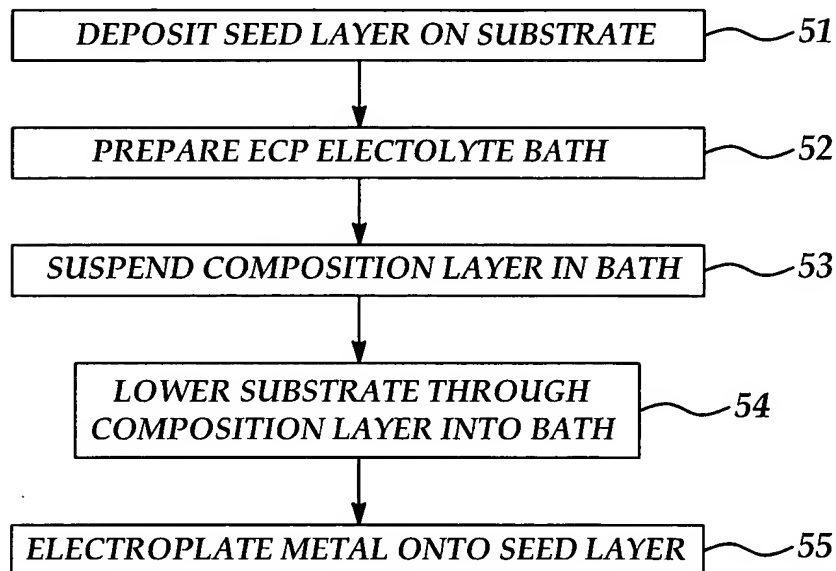 DEPOSIT SEED LAYER ON SUBSTRATE 51
PREPARE ECP ELECTOLYTE BATH 52
SUSPEND COMPOSITION LAYER IN BATH 53
LOWER SUBSTRATE THROUGH
COMPOSITION LAYER INTO BATH 54
ELECTROPLATE METAL ONTO SEED LAYER 55